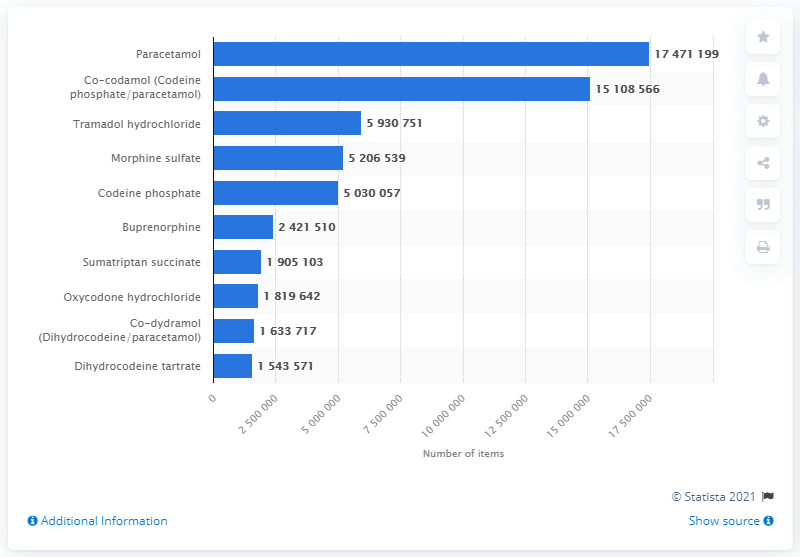 Paracetamol 17 471 199
Co-codamol (Codeine
phosphate/paracetamol) 15 108 566
Tramadol hydrochloride 5 930 751
Morphine sulfate 5 206 539
Codeine phosphate 5 030 057
Buprenorphine 2 421 510
Sumatriptan succinate 1 905 103
Oxycodone hydrochloride 1 819 642
Co-dydramol
(Dihydrocodeine/paracetamol) 1 633 717
Dihydrocodeine tartrate 1 543 571
0 2 500 000 5 000 000 7 500 000 10 000 000 12 500 000 15 000 000 17 500 000
Number of items
© Statista 2021
Additional Information Show source